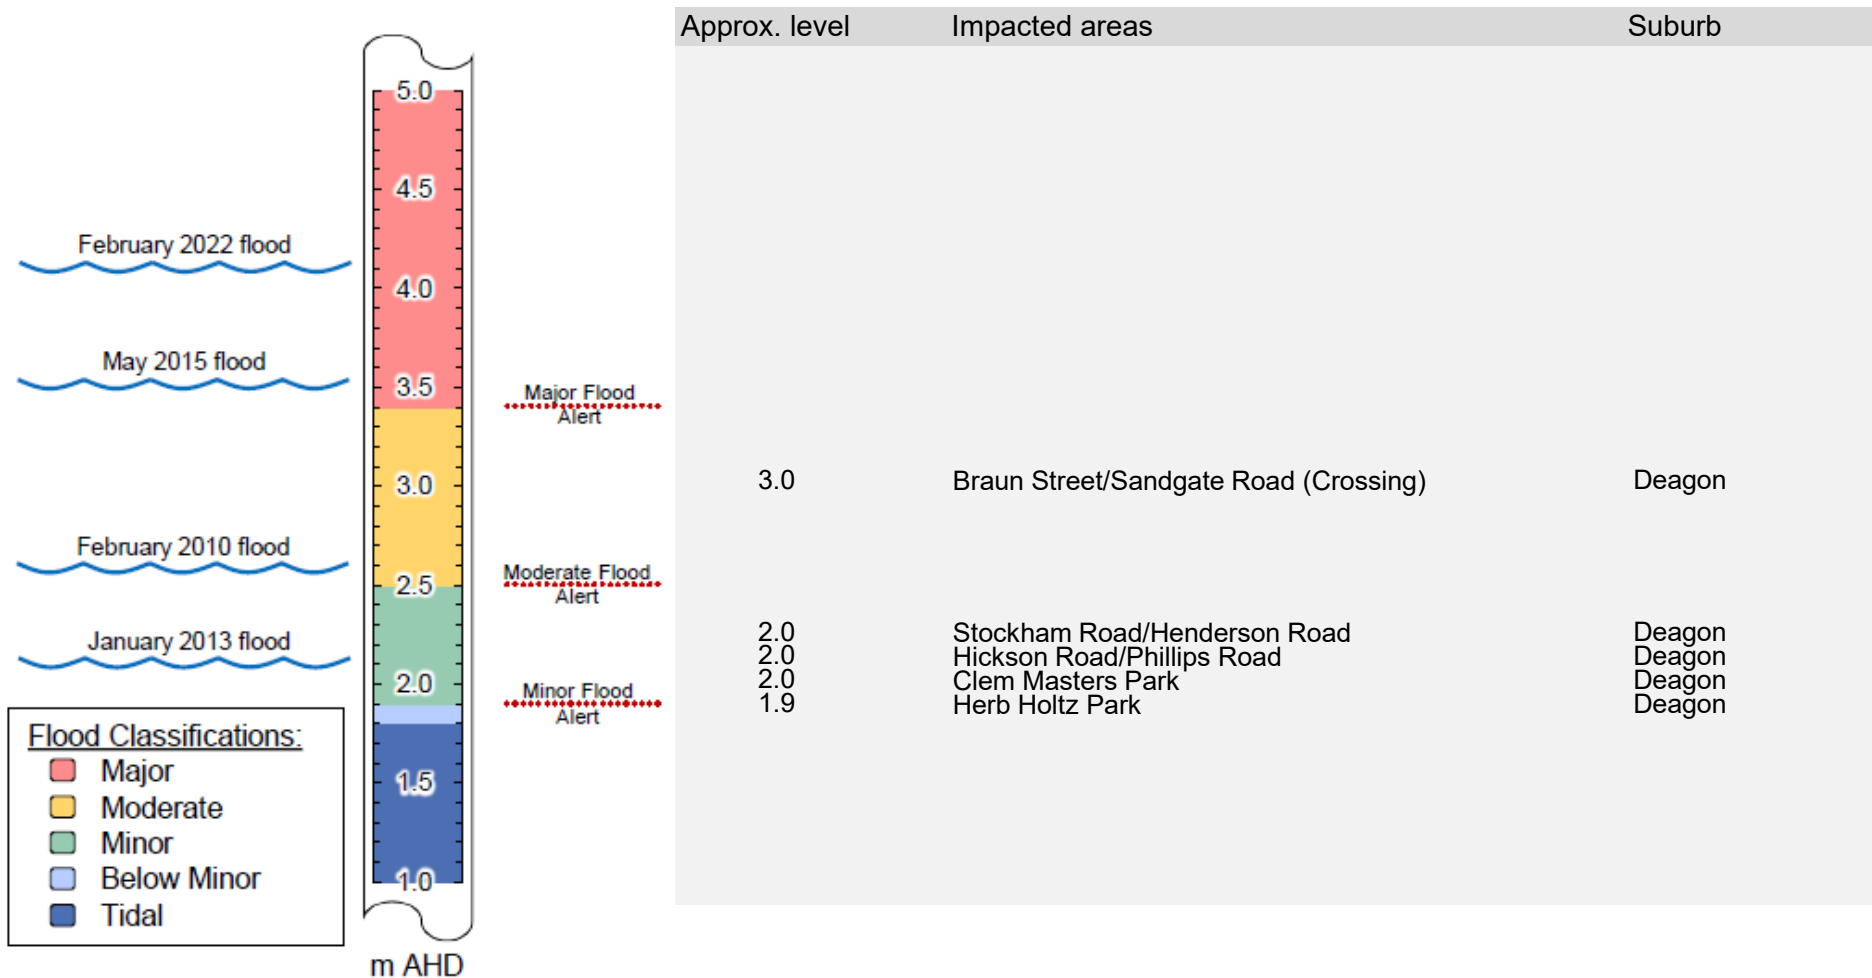 Approx. level Impacted areas Suburb
5.0
4.5
February 2022 flood
4.0
May 2015 flood
3.5
Major Flood
Alert
3.0
3.0 Braun Street/Sandgate Road (Crossing) Deagon
February 2010 flood
2.5
Moderate Flood
Alert
January 2013 flood
2.0
2.0 Stockham Road/Henderson Road Deagon
2.0 Hickson Road/Phillips Road Deagon
2.0 Clem Masters Park Deagon
1.9 Herb Holtz Park Deagon
Minor Flood
Alert
1.5
1.0
m AHD
Flood Classifications:
Major
Moderate
Minor
Below Minor
Tidal